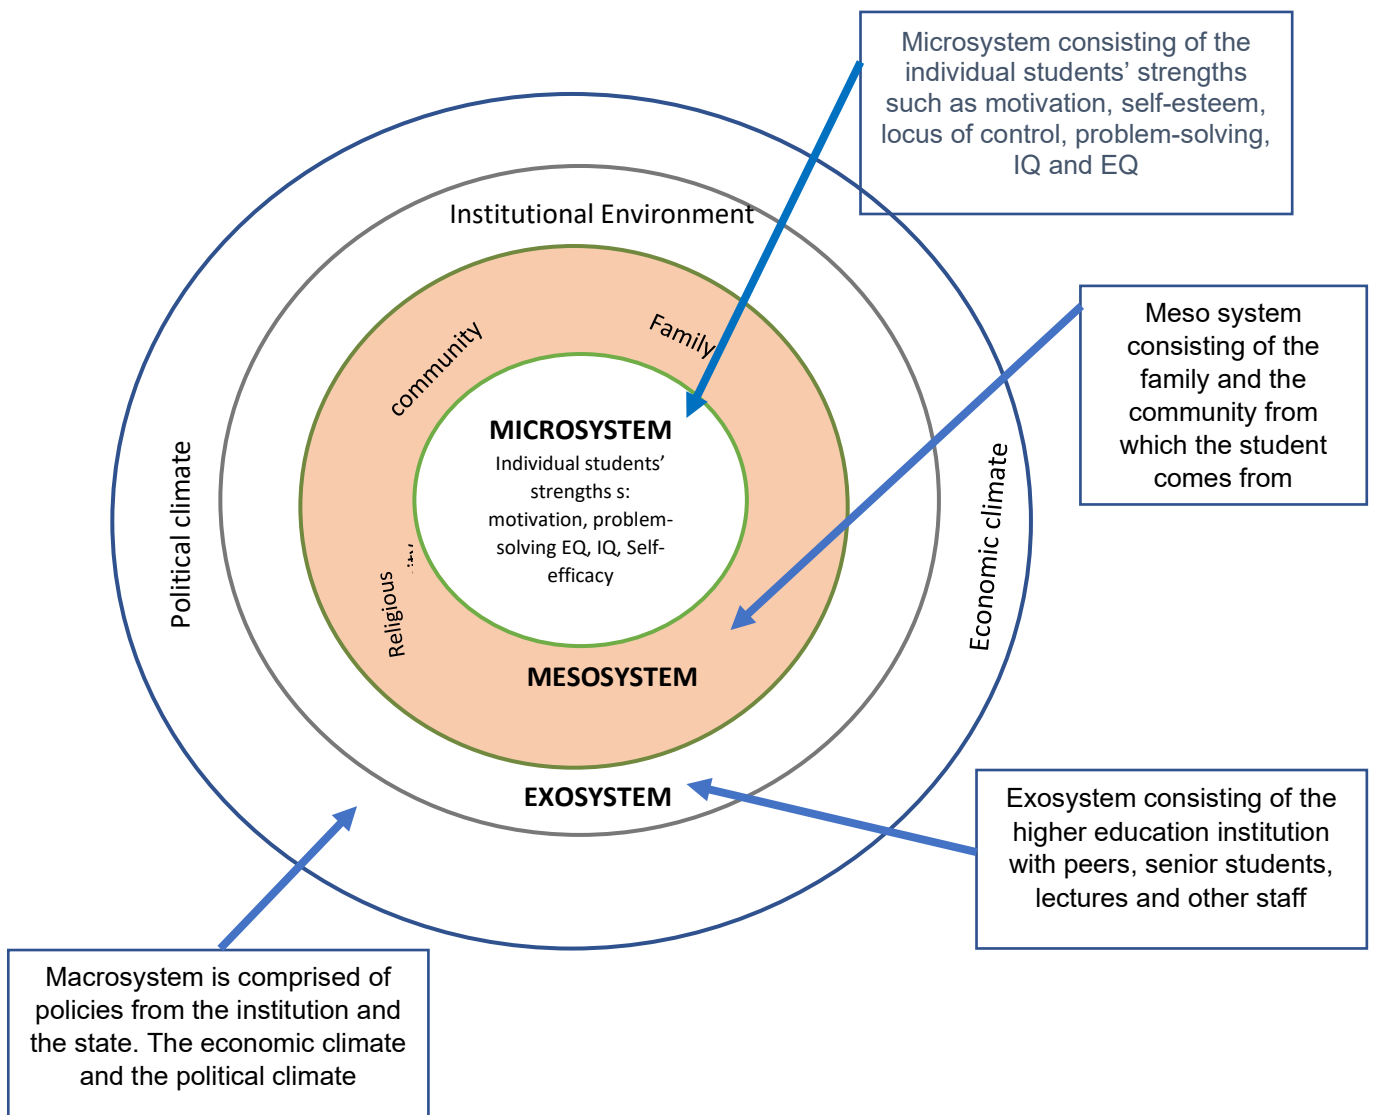 Microsystem consisting of the
individual students’ strengths
such as motivation, self-esteem,
locus of control, problem-solving,
IQ and EQ
Institutional Environment
Meso system
consisting of the
family and the
community from
which the student
comes from
Family
community
MICROSYSTEM
Individual students’
strengths s:
motivation, problem-
solving EQ, IQ, Self-
efficacy
Political climate
Economic climate
Religious
MESOSYSTEM
EXOSYSTEM
Exosystem consisting of the
higher education institution
with peers, senior students,
lectures and other staff
Macrosystem is comprised of
policies from the institution and
the state. The economic climate
and the political climate